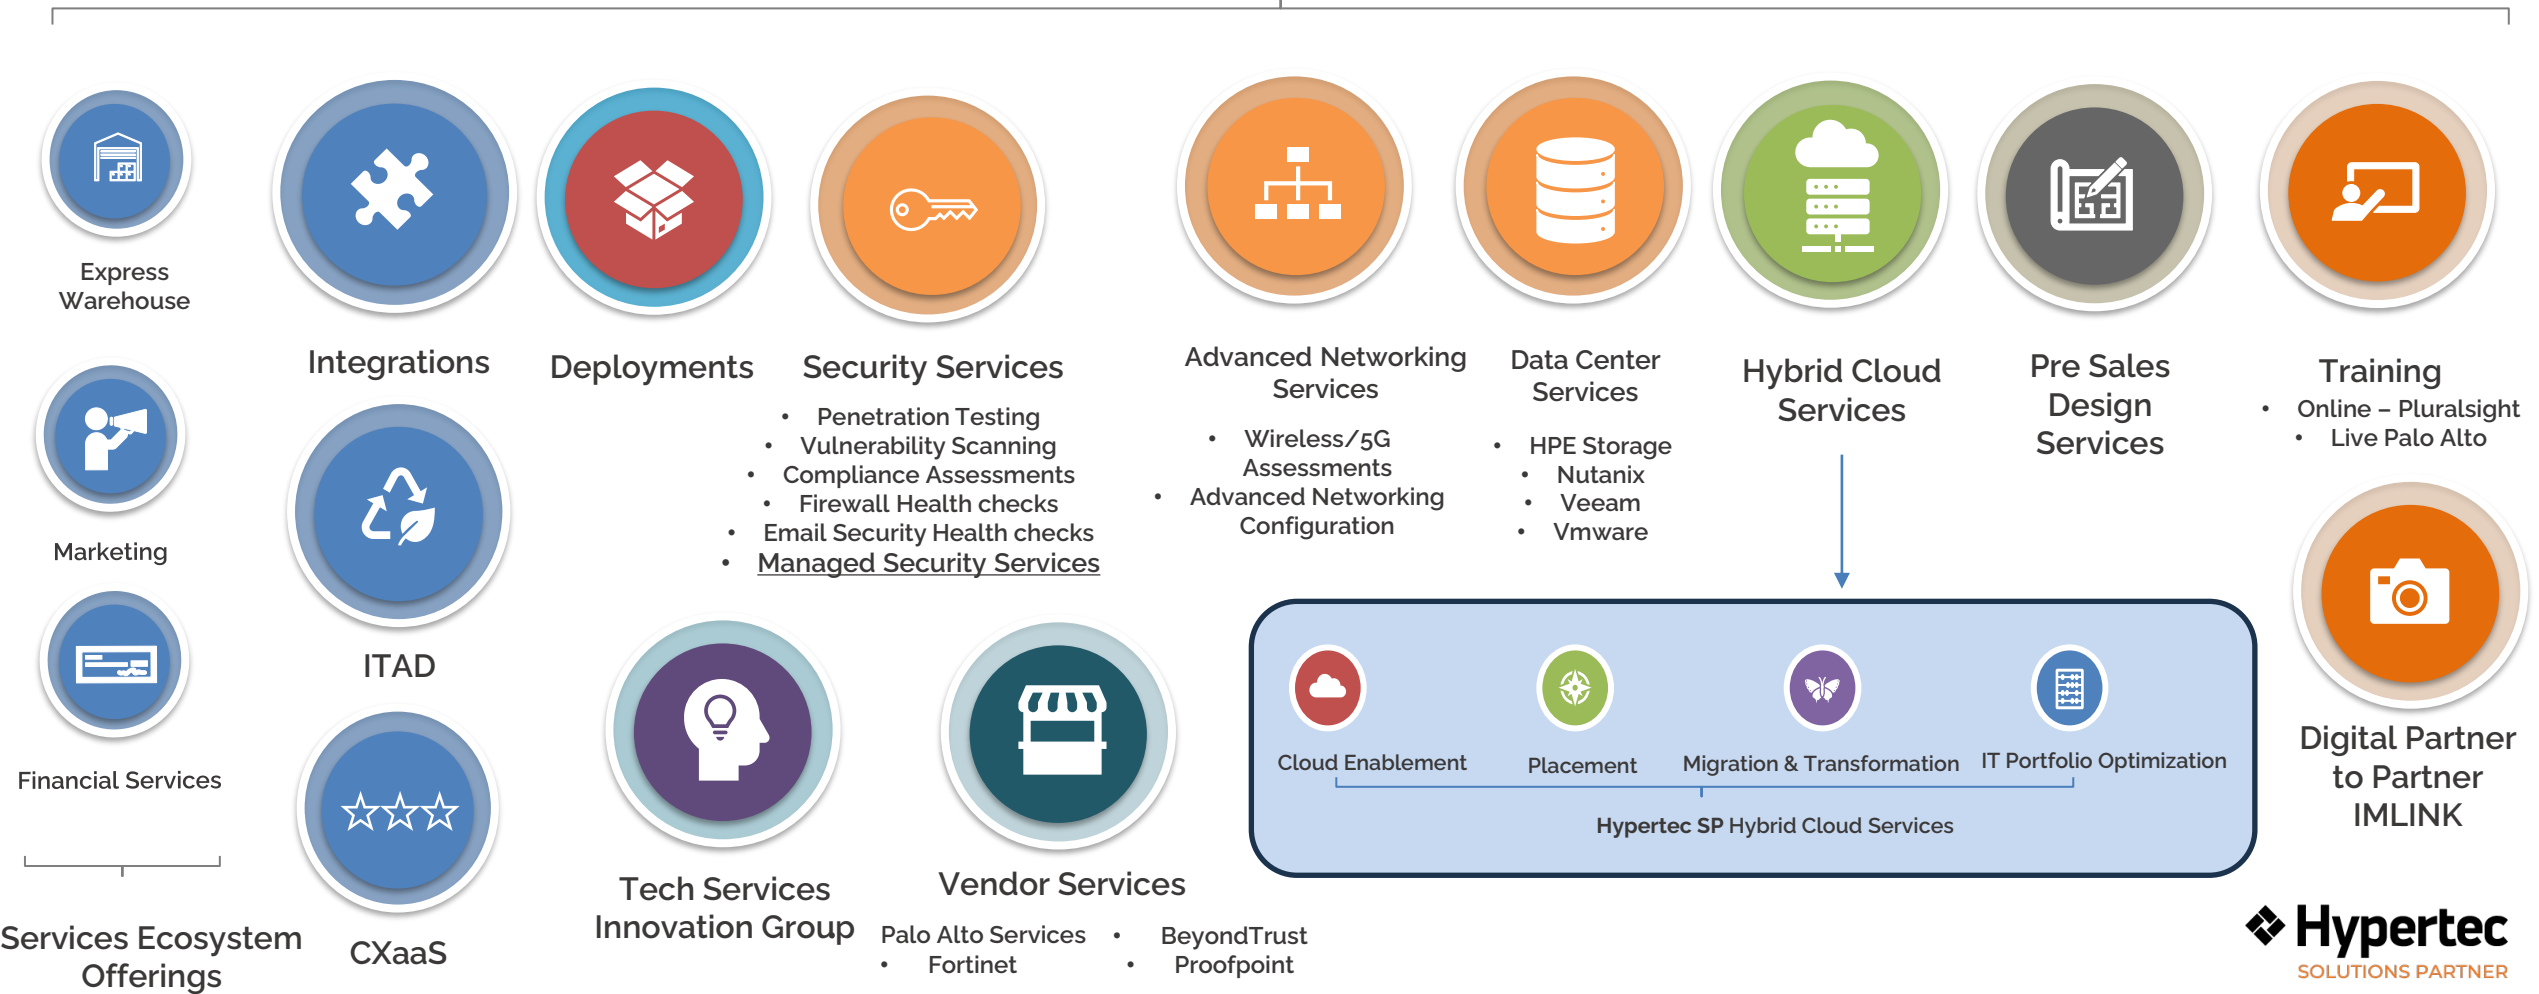 Express
Warehouse
Marketing
Financial Services
Services Ecosystem
Offerings
Integrations
ITAD
CXaaS
Deployments
Security Services
• Penetration Testing
• Vulnerability Scanning
• Compliance Assessments
• Firewall Health checks
• Email Security Health checks
• Managed Security Services
Tech Services
Innovation Group
Vendor Services
• Palo Alto Services
• Fortinet
• BeyondTrust
• Proofpoint
Advanced Networking
Services
• Wireless/5G
Assessments
• Advanced Networking
Configuration
Data Center
Services
• HPE Storage
• Nutanix
• Veeam
• Vmware
Hybrid Cloud
Services
Cloud Enablement
Placement
Migration & Transformation
IT Portfolio Optimization
Hypertec SP Hybrid Cloud Services
Pre Sales
Design
Services
Training
• Online – Pluralsight
• Live Palo Alto
Digital Partner
to Partner
IMLINK
Hypertec
SOLUTIONS PARTNER